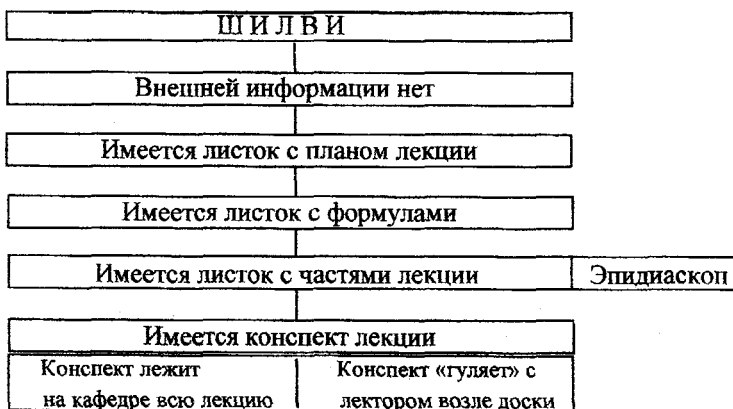 Ш И Л В И
Внешней информации нет
Имеется листок с планом лекции
Имеется листок с формулами
Имеется листок с частями лекции
Эпидиаскоп
Имеется конспект лекции
Конспект лежит
на кафедре всю лекцию
Конспект «гуляет» с
лектором возле доски